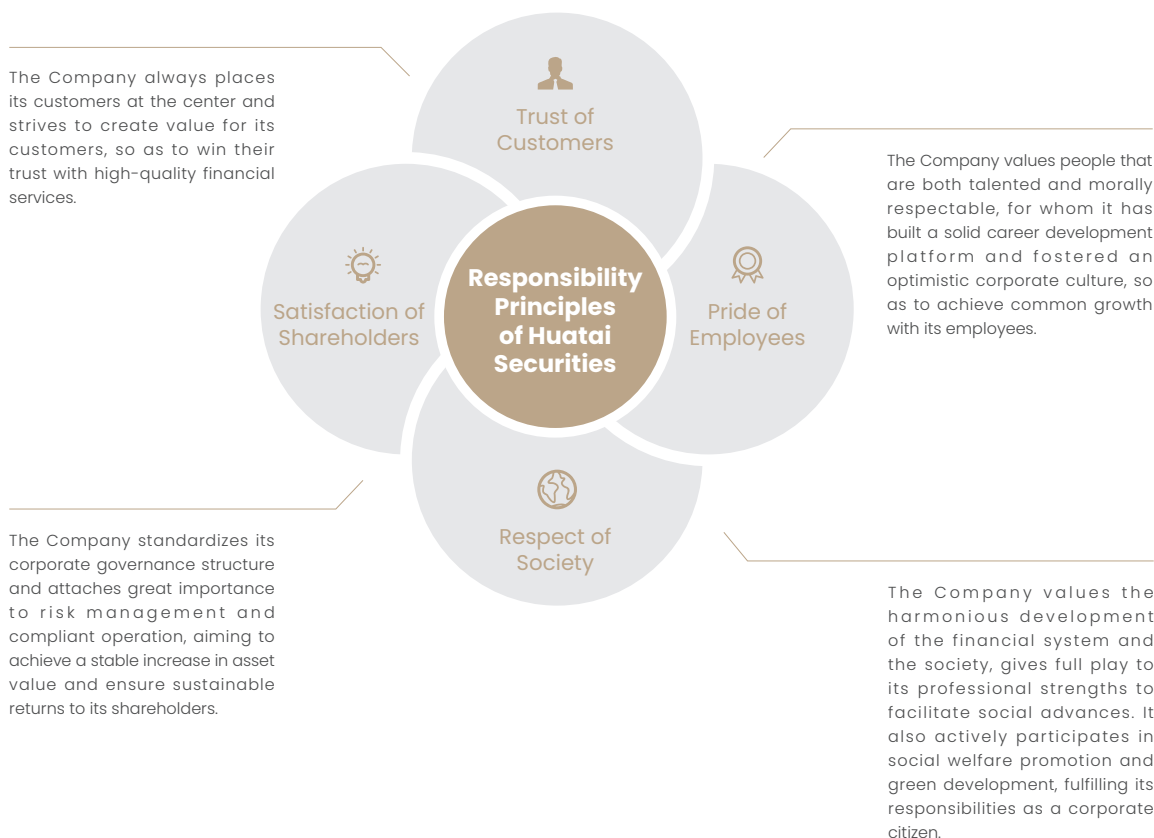 The Company always places
its customers at the center and
strives to create value for its
customers, so as to win their
trust with high-quality financial
services.
Trust of
Customers
The Company values people that
are both talented and morally
respectable, for whom it has
built a solid career development
platform and fostered an
optimistic corporate culture, so
as to achieve common growth
with its employees.
Satisfaction of
Shareholders
Responsibility
Principles
of Huatai
Securities
Pride of
Employees
The Company standardizes its
corporate governance structure
and attaches great importance
to risk management and
compliant operation, aiming to
achieve a stable increase in asset
value and ensure sustainable
returns to its shareholders.
Respect of
Society
The Company values the
harmonious development
of the financial system and
the society, gives full play to
its professional strengths to
facilitate social advances. It
also actively participates in
social welfare promotion and
green development, fulfilling its
responsibilities as a corporate
citizen.